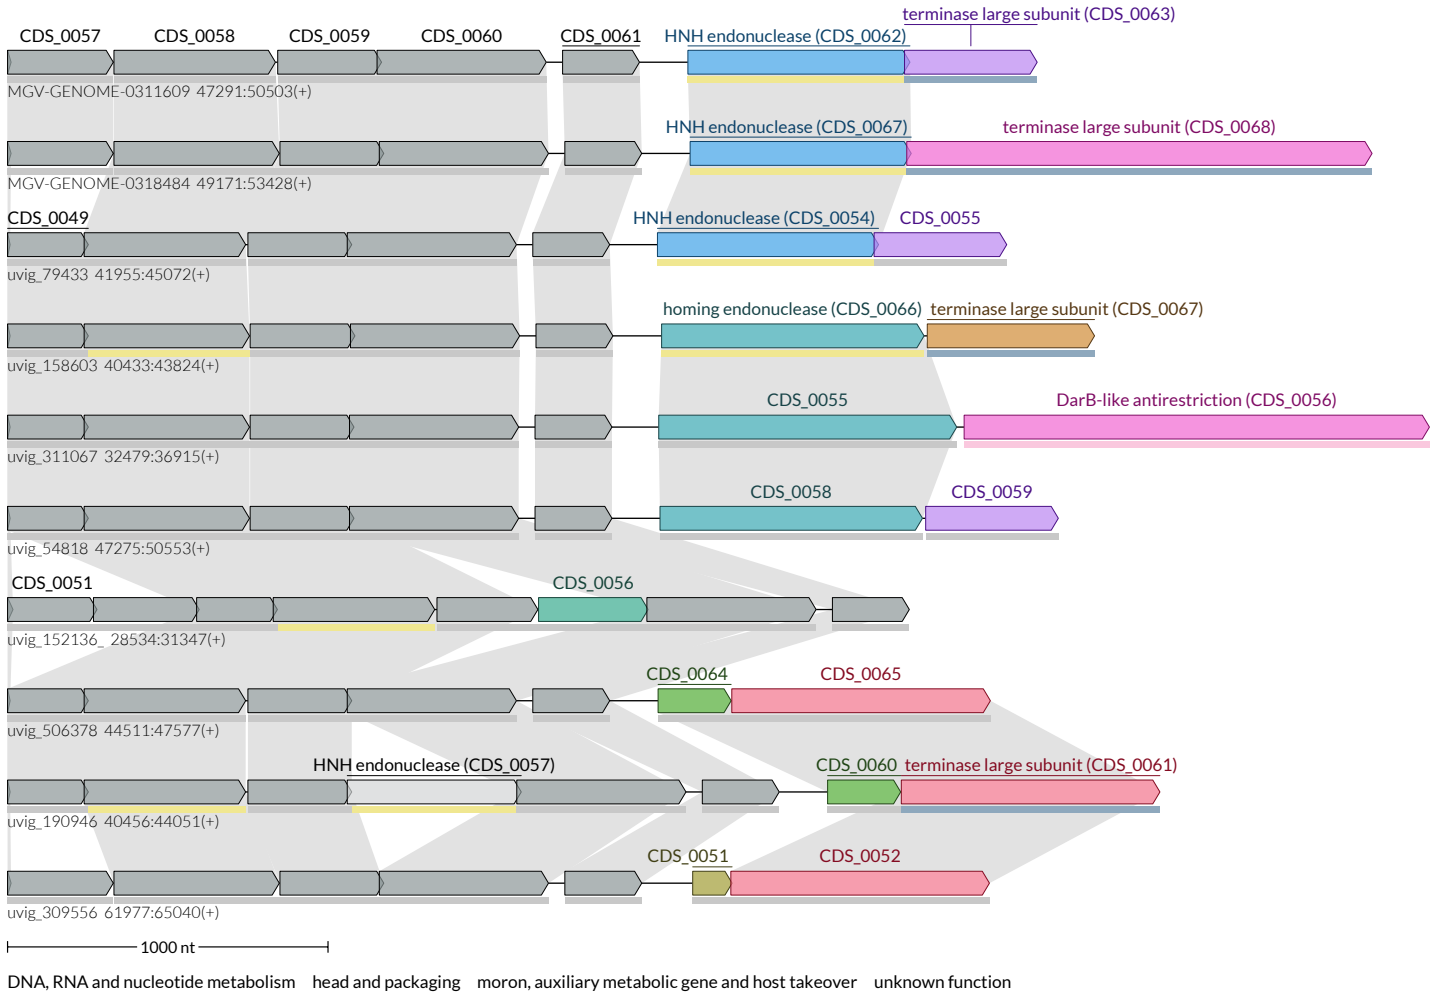 terminase large subunit (CDS_0063)
CDS_0057 CDS_0058 CDS_0059 CDS_0060 CDS_0061 HNH endonuclease (CDS_0062)
MGV-GENOME-0311609 47291:50503(+)
HNH endonuclease (CDS_0067) terminase large subunit (CDS_0068)
MGV-GENOME-0318484 49171:53428(+)
CDS_0049 HNH endonuclease (CDS_0054) CDS_0055
uvig_79433 41955:45072(+)
homing endonuclease (CDS_0066) terminase large subunit (CDS_0067)
uvig_158603 40433:43824(+)
CDS_0055 DarB-like antirestriction (CDS_0056)
uvig_311067 32479:36915(+)
CDS_0058 CDS_0059
uvig_54818 47275:50553(+)
CDS_0051 CDS_0056
uvig_152136_ 28534:31347(+)
CDS_0064 CDS_0065
uvig_506378 44511:47577(+)
HNH endonuclease (CDS_0057) CDS_0060 terminase large subunit (CDS_0061)
uvig_190946 40456:44051(+)
CDS_0051 CDS_0052
uvig_309556 61977:65040(+)
1000 nt
DNA, RNA and nucleotide metabolism head and packaging moron, auxiliary metabolic gene and host takeover unknown function